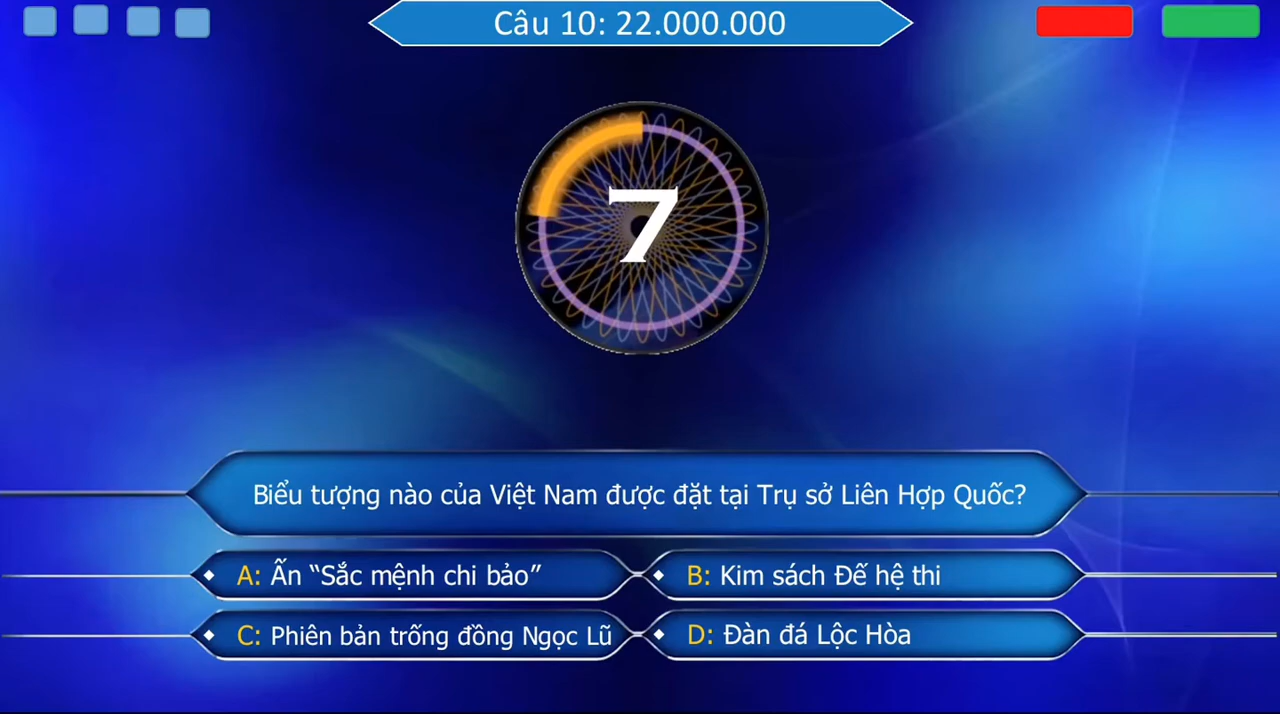 Câu 10: 22.000.000
7
Biểu tượng nào của Việt Nam được đặt tại Trụ sở Liên Hợp Quốc?
A: Ấn “Sắc mệnh chi bảo”
B: Kim sách Đế hệ thi
C: Phiên bản trống đồng Ngọc Lũ
D: Đàn đá Lộc Hòa